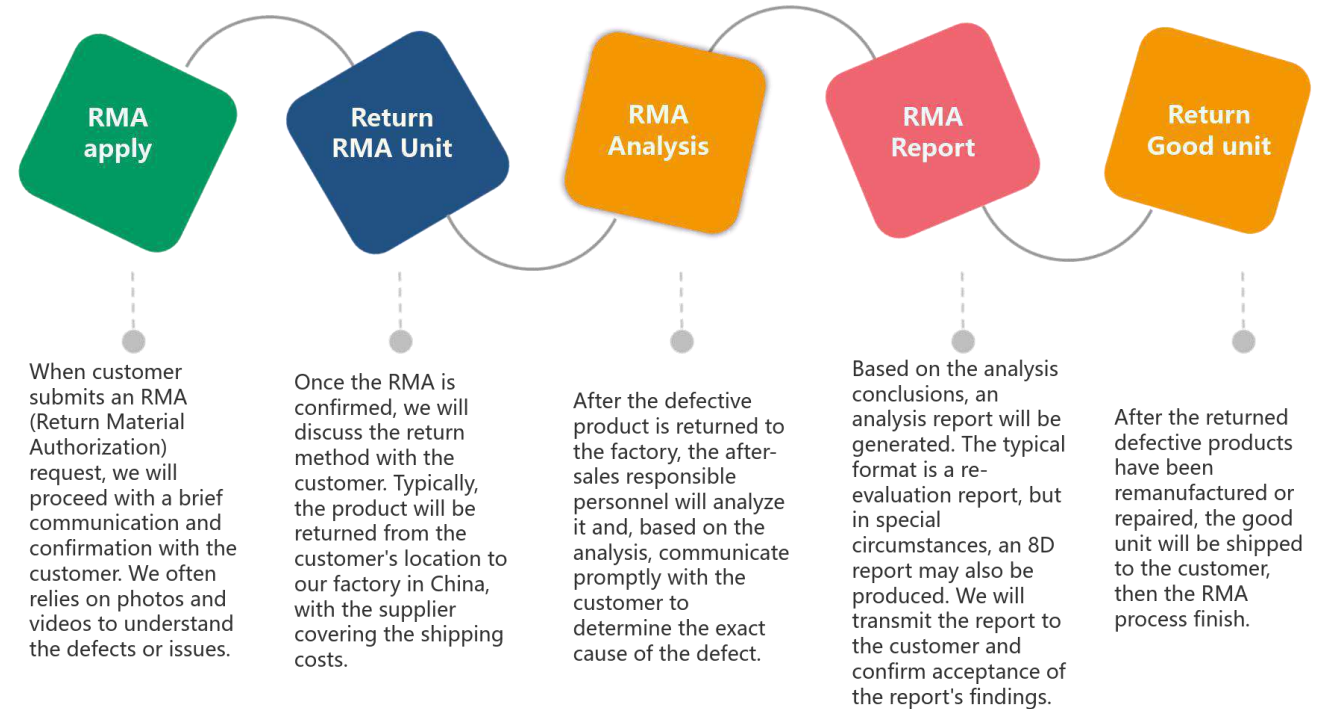 RMA
apply
Return
RMA Unit
RMA
Analysis
RMA
Report
Return
Good unit
When customer
submits an RMA
(Return Material
Authorization)
request, we will
proceed with a brief
communication and
confirmation with the
customer. We often
relies on photos and
videos to understand
the defects or issues.
Once the RMA is
confirmed, we will
discuss the return
method with the
customer. Typically,
the product will be
returned from the
customer's location to
our factory in China,
with the supplier
covering the shipping
costs.
After the defective
product is returned to
the factory, the after-
sales responsible
personnel will analyze
it and, based on the
analysis, communicate
promptly with the
customer to
determine the exact
cause of the defect.
Based on the analysis
conclusions, an
analysis report will be
generated. The typical
format is a re-
evaluation report, but
in special
circumstances, an 8D
report may also be
produced. We will
transmit the report to
the customer and
confirm acceptance of
the report's findings.
After the returned
defective products
have been
remanufactured or
repaired, the good
unit will be shipped
to the customer,
then the RMA
process finish.